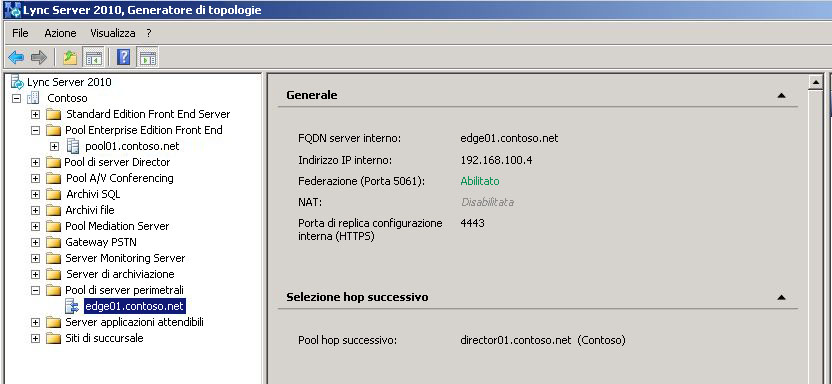 Lync Server 2010, Generatore di topologie
File Azione Visualizza ?
Lync Server 2010
Contoso
Standard Edition Front End Server
Pool Enterprise Edition Front End
pool01.contoso.net
Pool di server Director
Pool A/V Conferencing
Archivi SQL
Archivi file
Pool Mediation Server
Gateway PSTN
Server Monitoring Server
Server di archiviazione
Pool di server perimetrali
edge01.contoso.net
Server applicazioni attendibili
Siti di succursale
Generale
FQDN server interno: edge01.contoso.net
Indirizzo IP interno: 192.168.100.4
Federazione (Porta 5061): Abilitato
NAT: Disabilitata
Porta di replica configurazione 4443
interna (HTTPS)
Selezione hop successivo
Pool hop successivo: director01.contoso.net (Contoso)